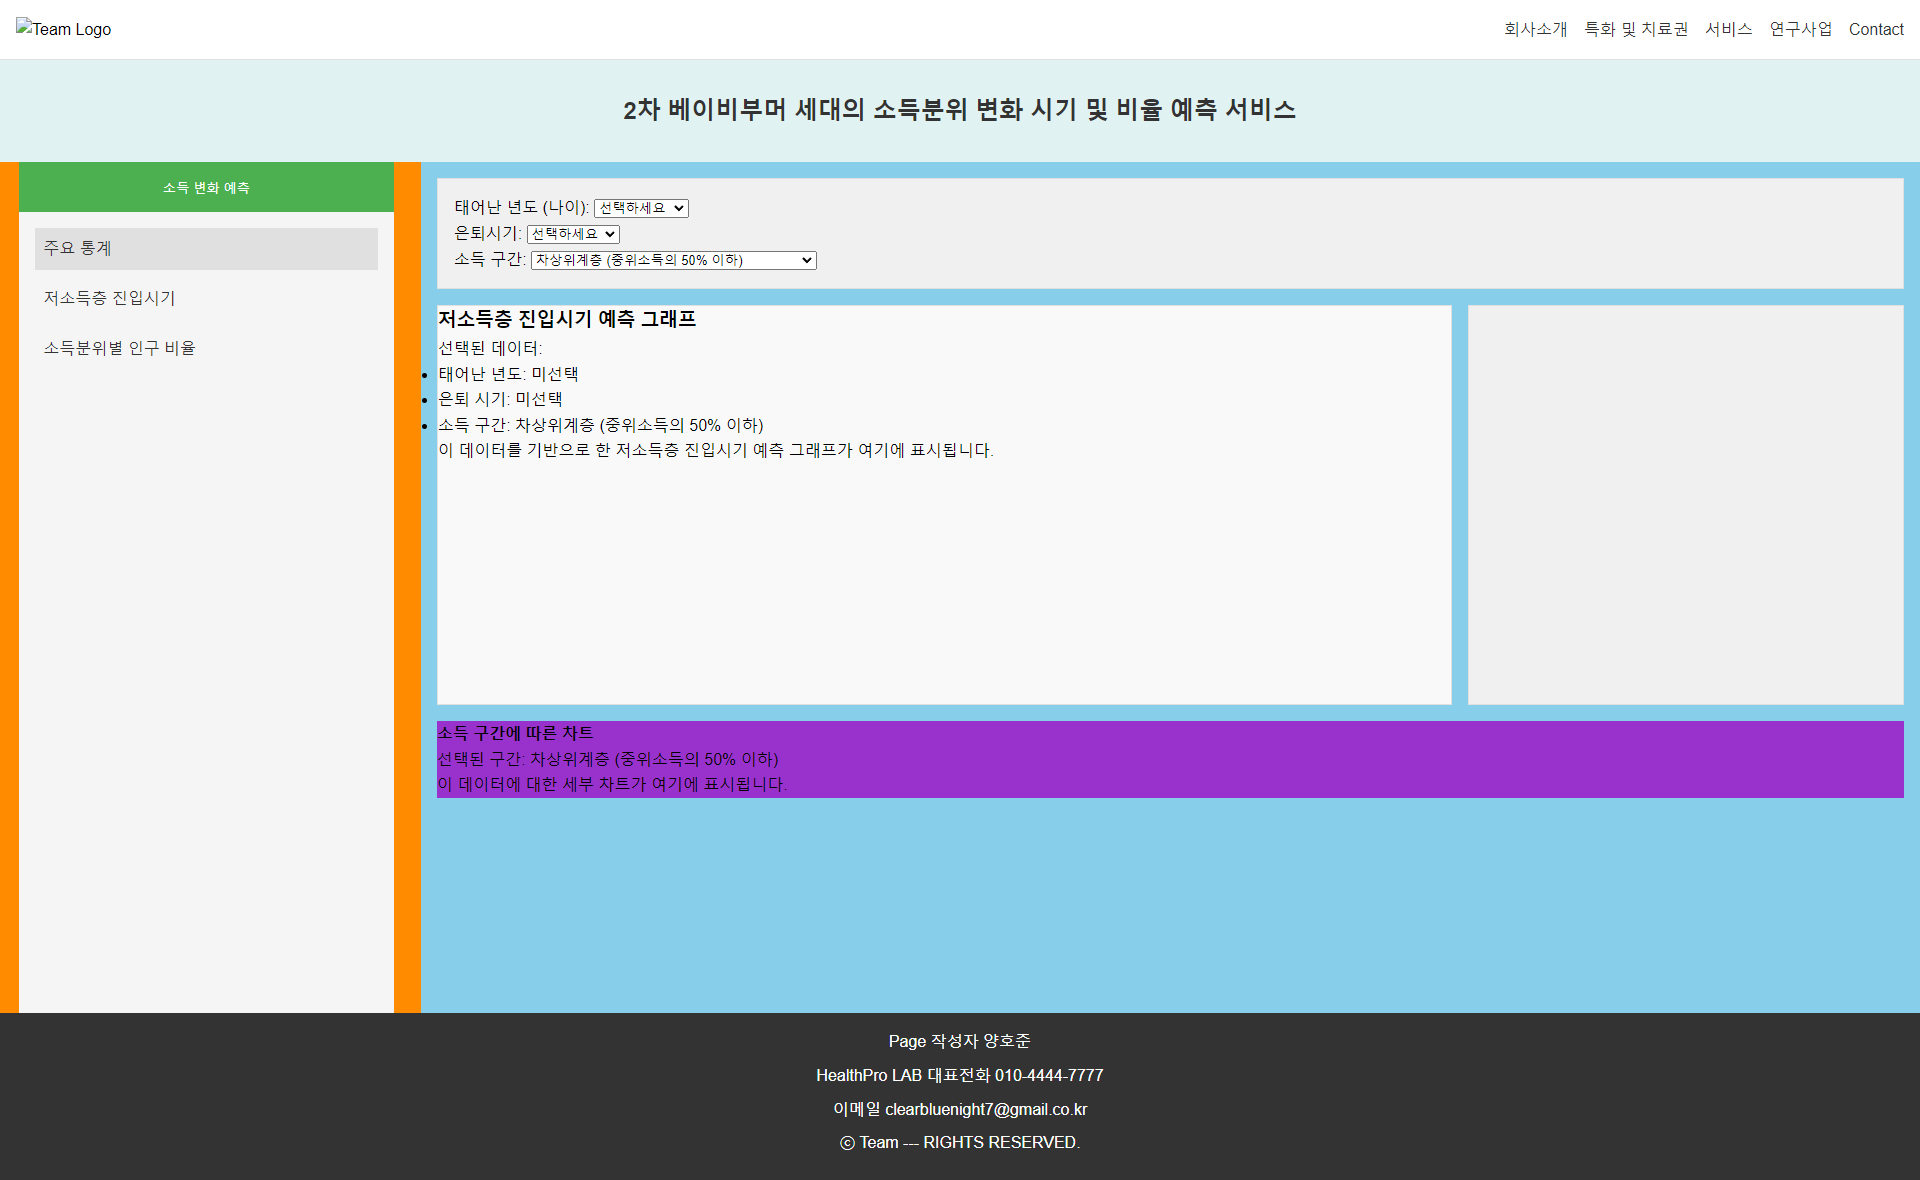 Team Logo
회사소개 특화 및 치료권 서비스 연구사업 Contact
2차 베이비부머 세대의 소득분위 변화 시기 및 비율 예측 서비스
소득 변화 예측
주요 통계
저소득층 진입시기
소득분위별 인구 비율
태어난 년도 (나이): 선택하세요
은퇴시기: 선택하세요
소득 구간: 차상위계층 (중위소득의 50% 이하)
저소득층 진입시기 예측 그래프
선택된 데이터:
태어난 년도: 미선택
은퇴 시기: 미선택
소득 구간: 차상위계층 (중위소득의 50% 이하)
이 데이터를 기반으로 한 저소득층 진입시기 예측 그래프가 여기에 표시됩니다.
소득 구간에 따른 차트
선택된 구간: 차상위계층 (중위소득의 50% 이하)
이 데이터에 대한 세부 차트가 여기에 표시됩니다.
Page 작성자 양호준
HealthPro LAB 대표전화 010-4444-7777
이메일 clearbluenight7@gmail.co.kr
ⓒ Team --- RIGHTS RESERVED.